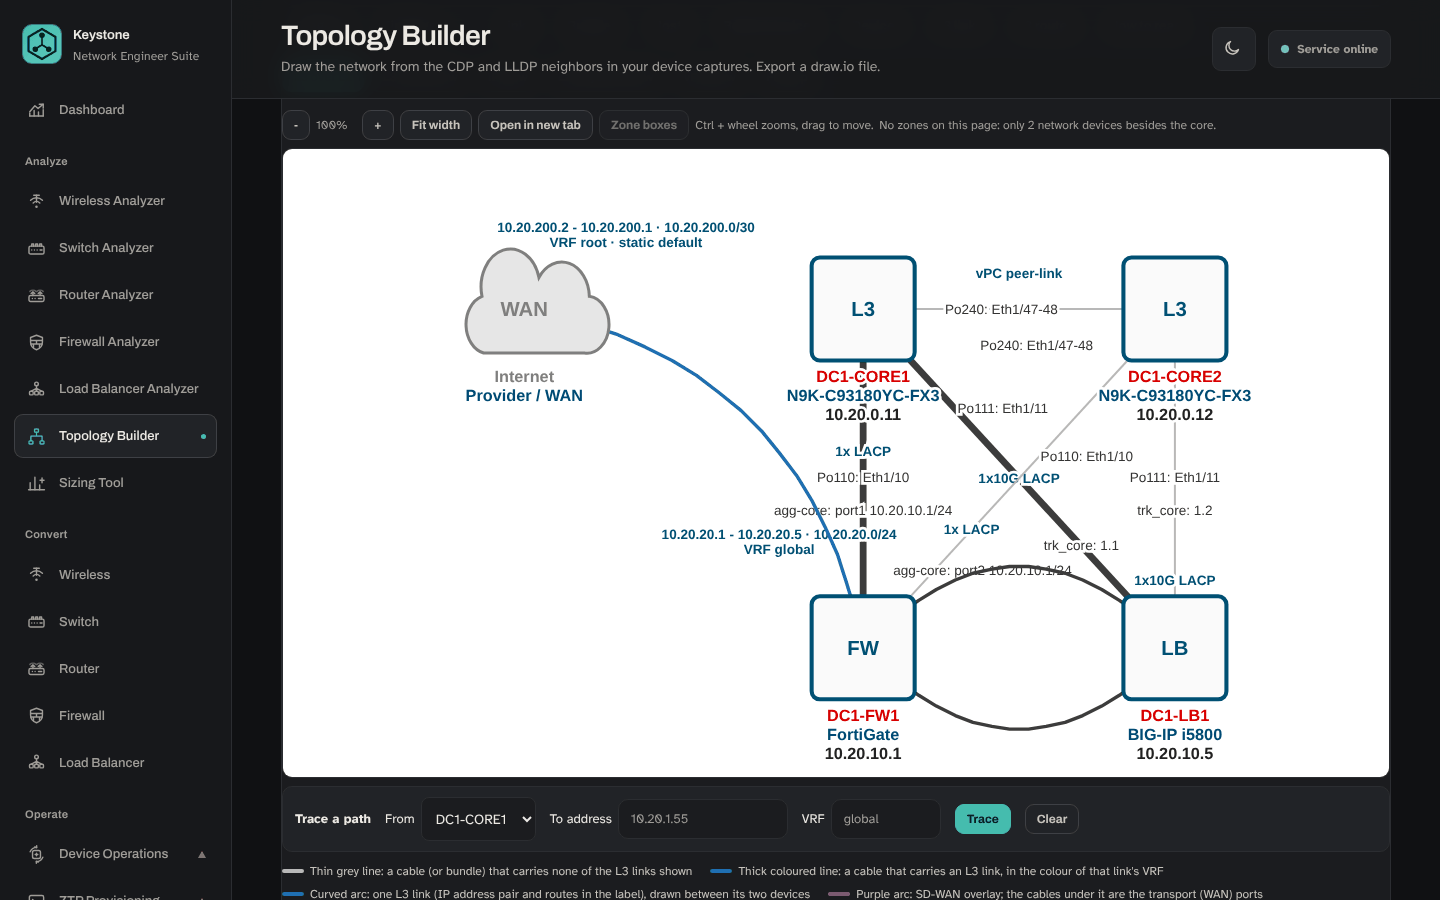 Keystone
Network Engineer Suite
Dashboard
Analyze
Wireless Analyzer
Switch Analyzer
Router Analyzer
Firewall Analyzer
Load Balancer Analyzer
Topology Builder
Sizing Tool
Convert
Wireless
Switch
Router
Firewall
Load Balancer
Operate
Device Operations
ZTP Provisioning
Topology Builder
Draw the network from the CDP and LLDP neighbors in your device captures. Export a draw.io file.
Service online
- 100% + Fit width Open in new tab Zone boxes Ctrl + wheel zooms, drag to move. No zones on this page: only 2 network devices besides the core.
10.20.200.2 - 10.20.200.1 · 10.20.200.0/30
VRF root · static default
WAN
Internet
Provider / WAN
L3
vPC peer-link
Po240: Eth1/47-48
Po240: Eth1/47-48
L3
DC1-CORE1
N9K-C93180YC-FX3
10.20.0.11
DC1-CORE2
N9K-C93180YC-FX3
10.20.0.12
Po111: Eth1/11
1x LACP
Po110: Eth1/10
Po110: Eth1/10
1x10G LACP
Po111: Eth1/11
agg-core: port1 10.20.10.1/24
trk_core: 1.2
10.20.20.1 - 10.20.20.5 · 10.20.20.0/24
VRF global
1x LACP
trk_core: 1.1
agg-core: port2 10.20.10.1/24
1x10G LACP
FW
LB
DC1-FW1
FortiGate
10.20.10.1
DC1-LB1
BIG-IP i5800
10.20.10.5
Trace a path From DC1-CORE1 To address 10.20.1.55 VRF global Trace Clear
Thin grey line: a cable (or bundle) that carries none of the L3 links shown
Thick coloured line: a cable that carries an L3 link, in the colour of that link's VRF
Curved arc: one L3 link (IP address pair and routes in the label), drawn between its two devices
Purple arc: SD-WAN overlay; the cables under it are the transport (WAN) ports